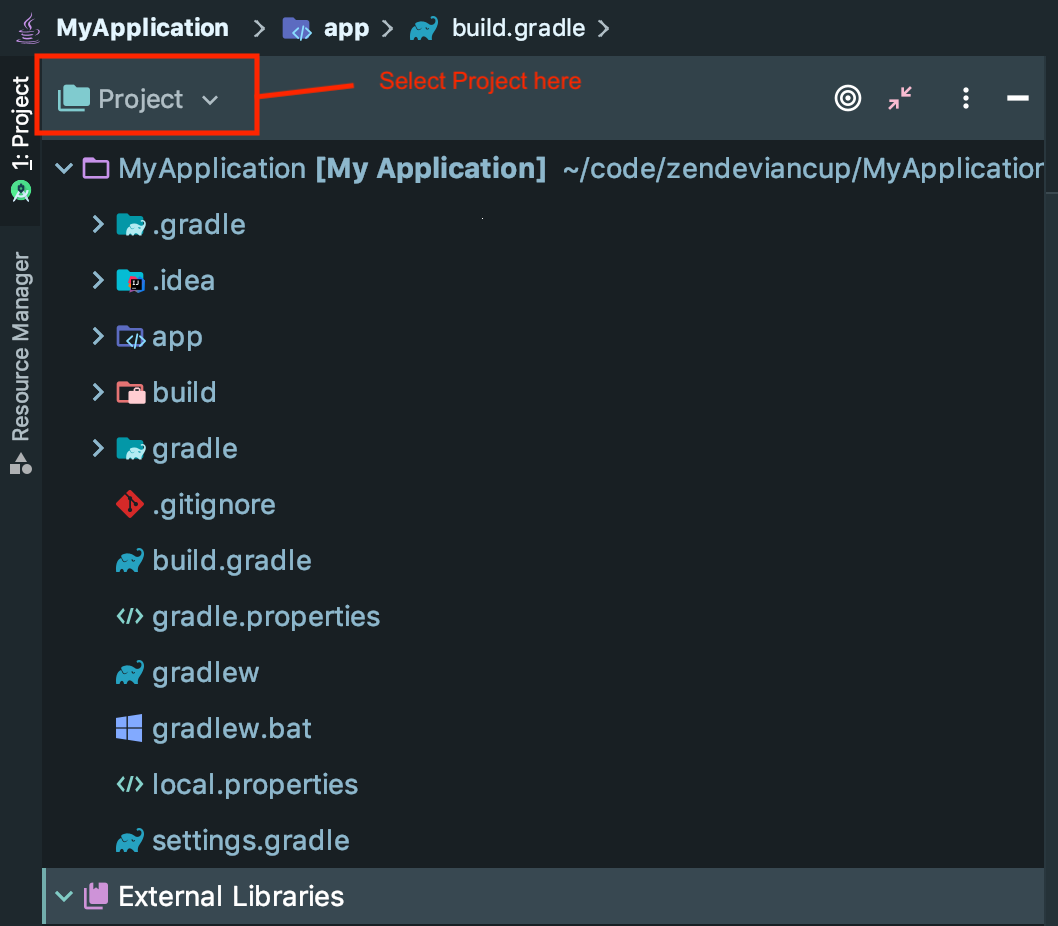 MyApplication app build.gradle
Project
Select Project here
1: Project
Resource Manager
MyApplication [My Application] ~/code/zendeviancup/MyApplication
.gradle
.idea
app
build
gradle
.gitignore
build.gradle
gradle.properties
gradlew
gradlew.bat
local.properties
settings.gradle
External Libraries